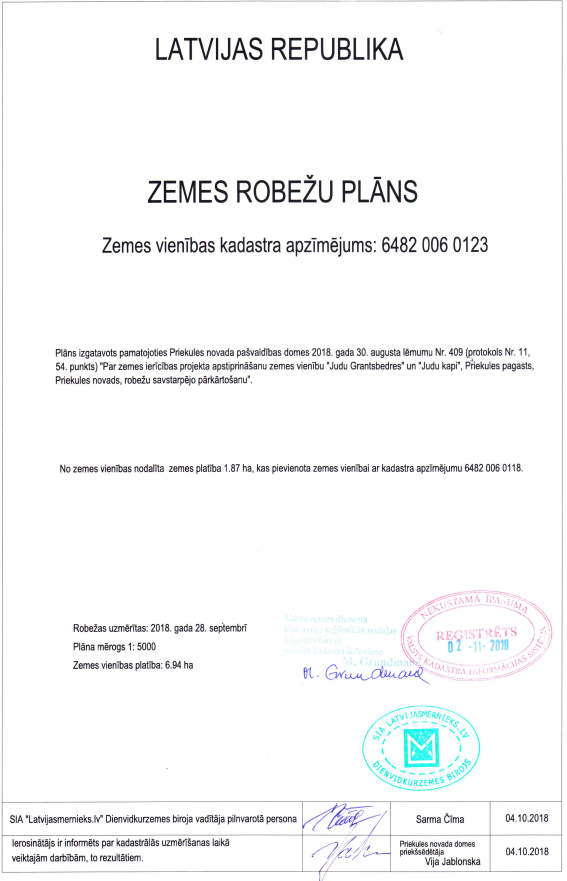 LATVIJAS REPUBLIKA
ZEMES ROBEŽU PLĀNS
Zemes vienības kadastra apzīmējums: 6482 006 0123
Plāns izgatavots pamatojoties Priekules novada pašvaldības domes 2018. gada 30. augusta lēmumu Nr. 409 (protokols Nr. 11,
54. punkts) "Par zemes ierīcības projekta apstiprināšanu zemes vienību "Judu Grantsbedres" un "Judu kapi", Priekules pagasts,
Priekules novads, robežu savstarpējo pārkārtošanu".
No zemes vienības nodalīta zemes platība 1.87 ha, kas pievienota zemes vienībai ar kadastra apzīmējumu 6482 006 0118.
Robežas uzmērītas: 2018. gada 28. septembrī
Plāna mērogs 1: 5000
Zemes vienības platība: 6.94 ha
Valsts zemes dienesta
Kurzemes reģionālās nodaļas
M. Grundmane
NEKUSTAMĀ ĪPAŠUMA
REĢISTRĒTS
02 -11- 2018
VALSTS KADASTRA INFORMĀCIJAS SISTĒMĀ
SIA LATVIJASMERNIEKS.LV
DIENVIDKURZEMES BIROJS
SIA "Latvijasmernieks.lv" Dienvidkurzemes biroja vadītāja pilnvarotā persona
Sarma Čīma
04.10.2018
Ierosinātājs ir informēts par kadastrālās uzmērīšanas laikā
veiktajām darbībām, to rezultātiem.
Priekules novada domes
priekšsēdētāja
Vija Jablonska
04.10.2018